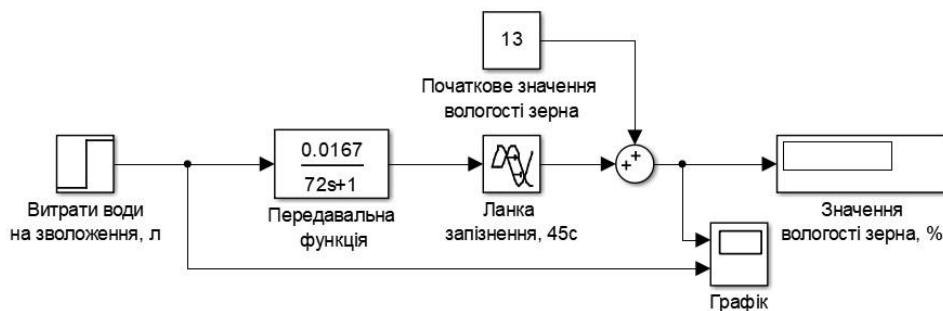 13
Початкове значення
вологості зерна
0.0167
72s+1
Витрати води
на зволоження, л
Передавальна
функція
Ланка
запізнення, 45с
Значення
вологості зерна, %
Графік